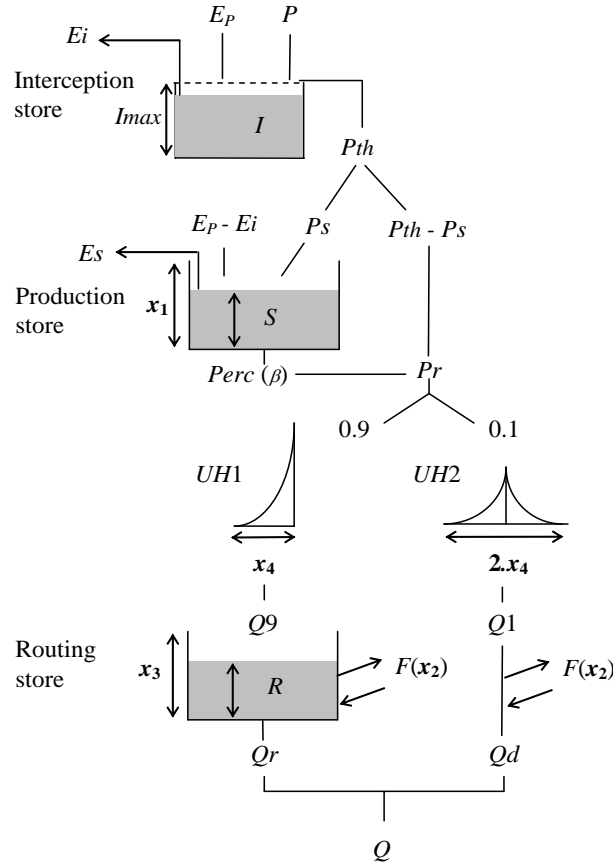 Ei
E_P
P
Interception
store
Imax
I
Pth
E_P - Ei
Ps
Pth - Ps
Es
Production
store
x₁
S
Perc (β)
Pr
0.9
0.1
UH1
UH2
x₄
2.x₄
Q9
Q1
Routing
store
x₃
R
F(x₂)
F(x₂)
Qr
Qd
Q